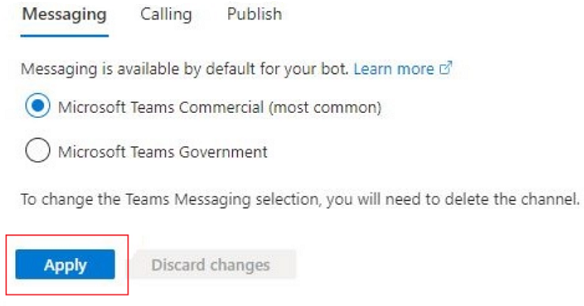 Messaging Calling Publish
Messaging is available by default for your bot. Learn more
Microsoft Teams Commercial (most common)
Microsoft Teams Government
To change the Teams Messaging selection, you will need to delete the channel.
Apply Discard changes